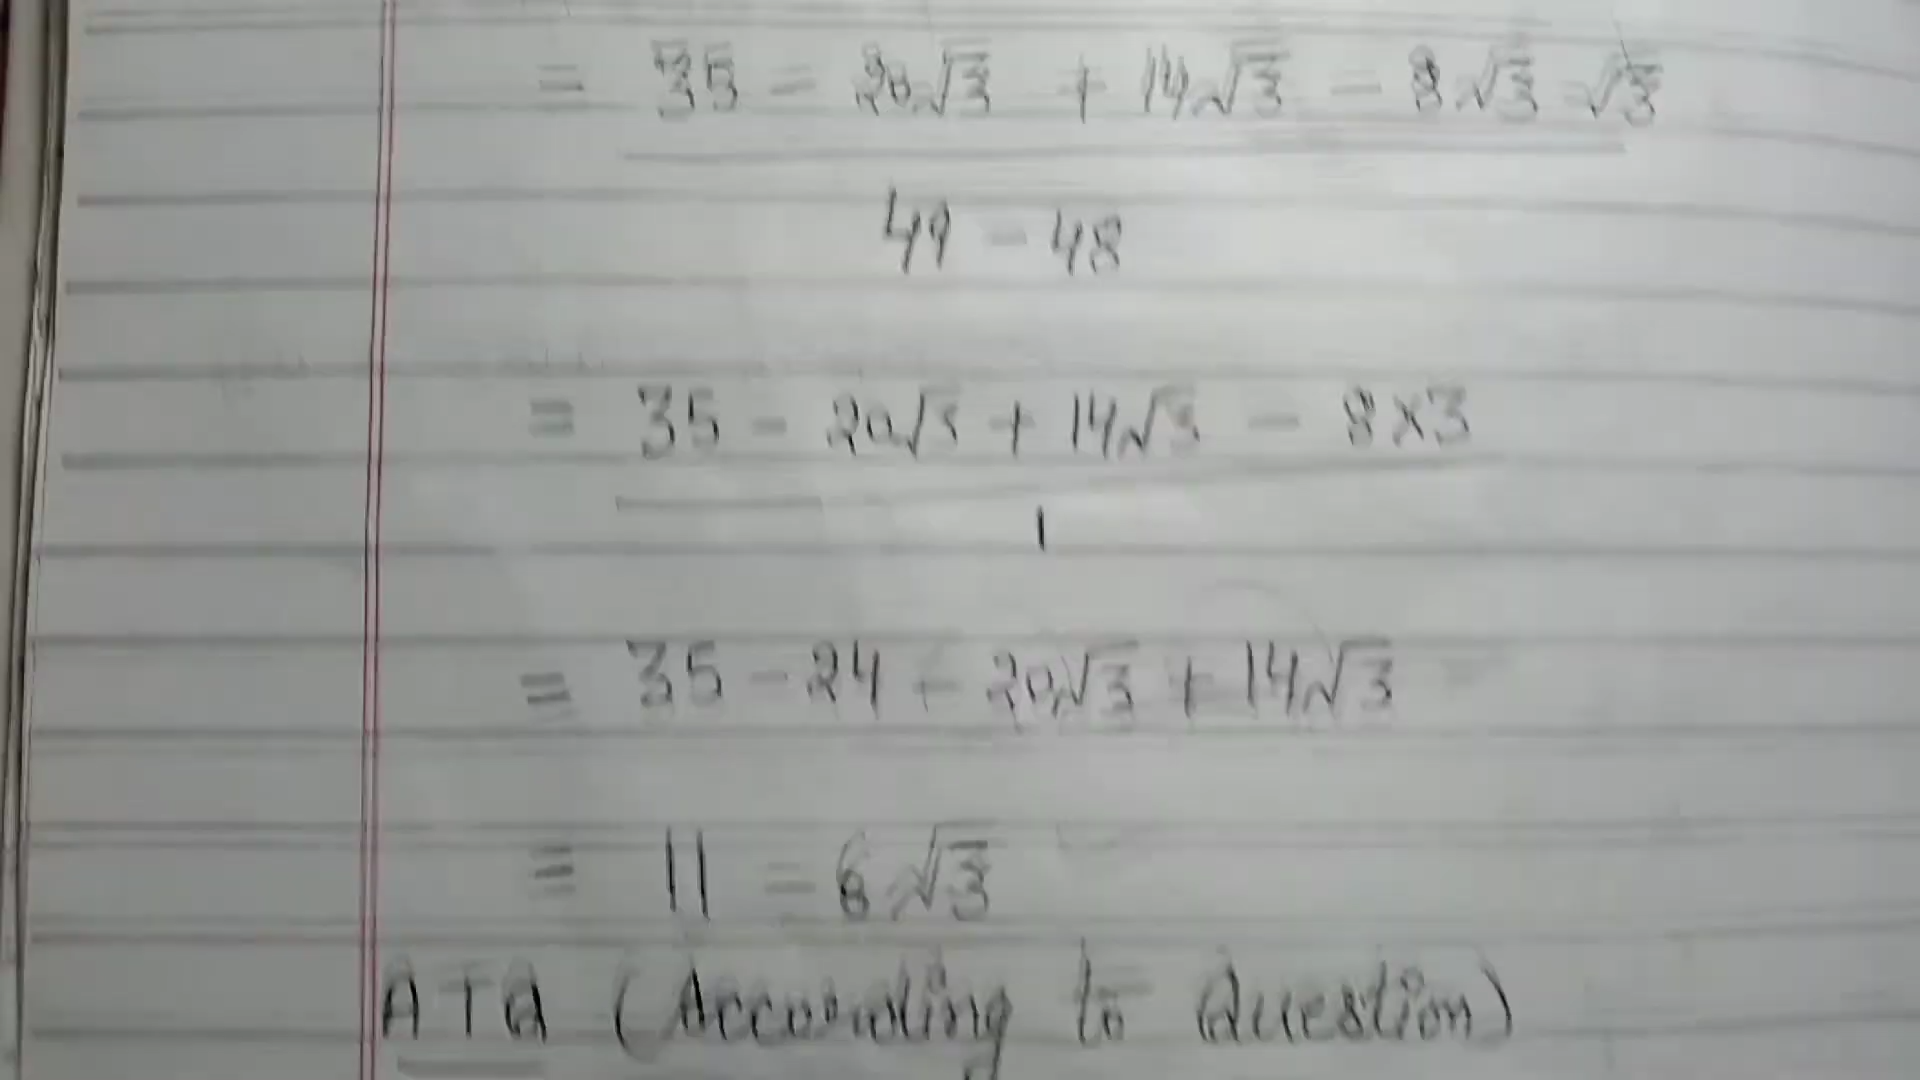 = 35 - 20√3 + 14√3 - 8√3 √3
49 - 48
= 35 - 20√3 + 14√3 - 8×3
1
= 35 - 24 - 20√3 + 14√3
= 11 - 6√3
ATQ (According to Question)